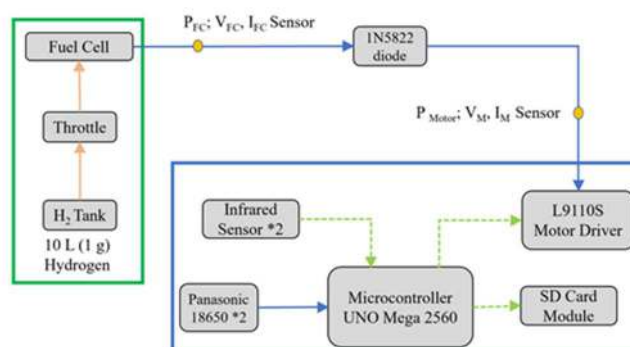 Fuel Cell
P_FC; V_FC, I_FC Sensor
1N5822
diode
Throttle
P_Motor; V_M, I_M Sensor
H_2 Tank
10 L (1 g)
Hydrogen
Infrared
Sensor *2
L9110S
Motor Driver
Panasonic
18650 *2
Microcontroller
UNO Mega 2560
SD Card
Module